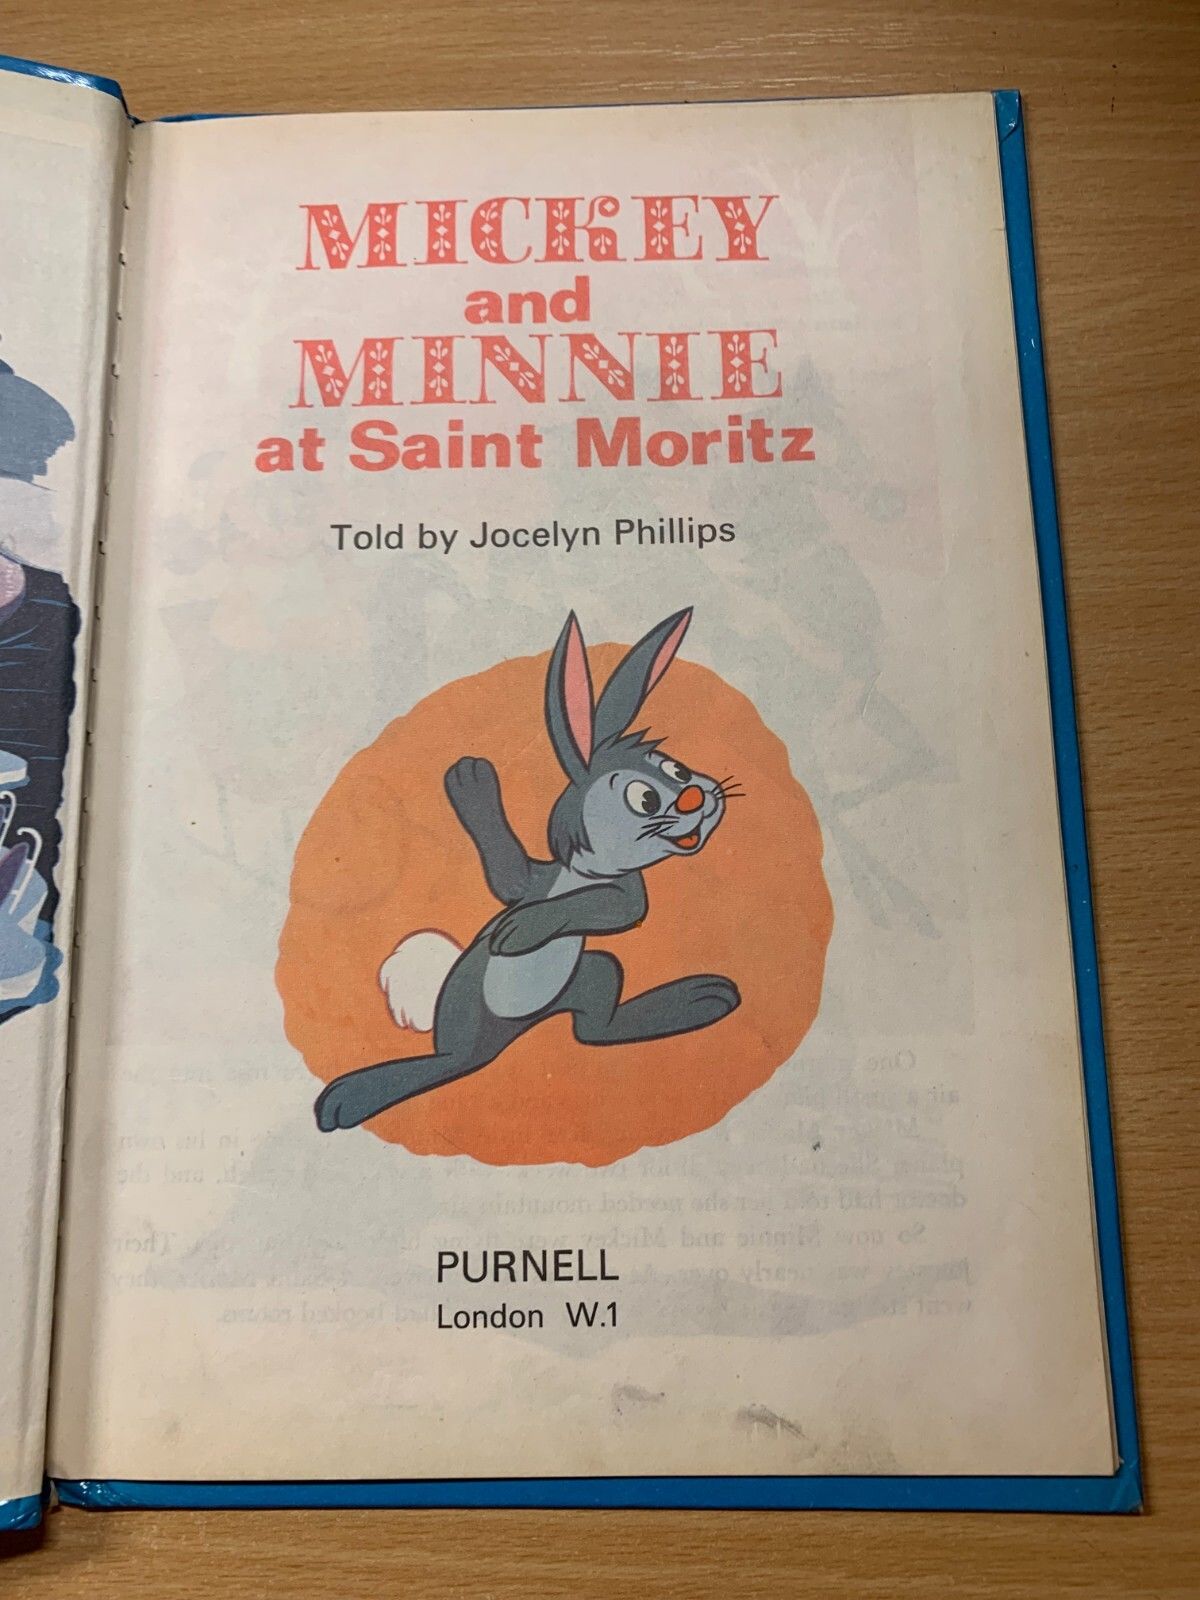 MICKEY
and
MINNIE
at Saint Moritz
Told by Jocelyn Phillips
PURNELL
London W.1